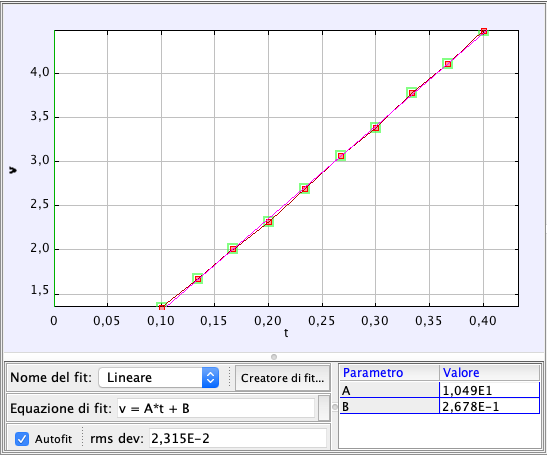 v
4,0
3,5
3,0
2,5
2,0
1,5
0 0,05 0,10 0,15 0,20 0,25 0,30 0,35 0,40
t
Nome del fit: Lineare Creatore di fit...
Equazione di fit: v = A*t + B
Autofit rms dev: 2,315E-2
Parametro Valore
A 1,049E1
B 2,678E-1